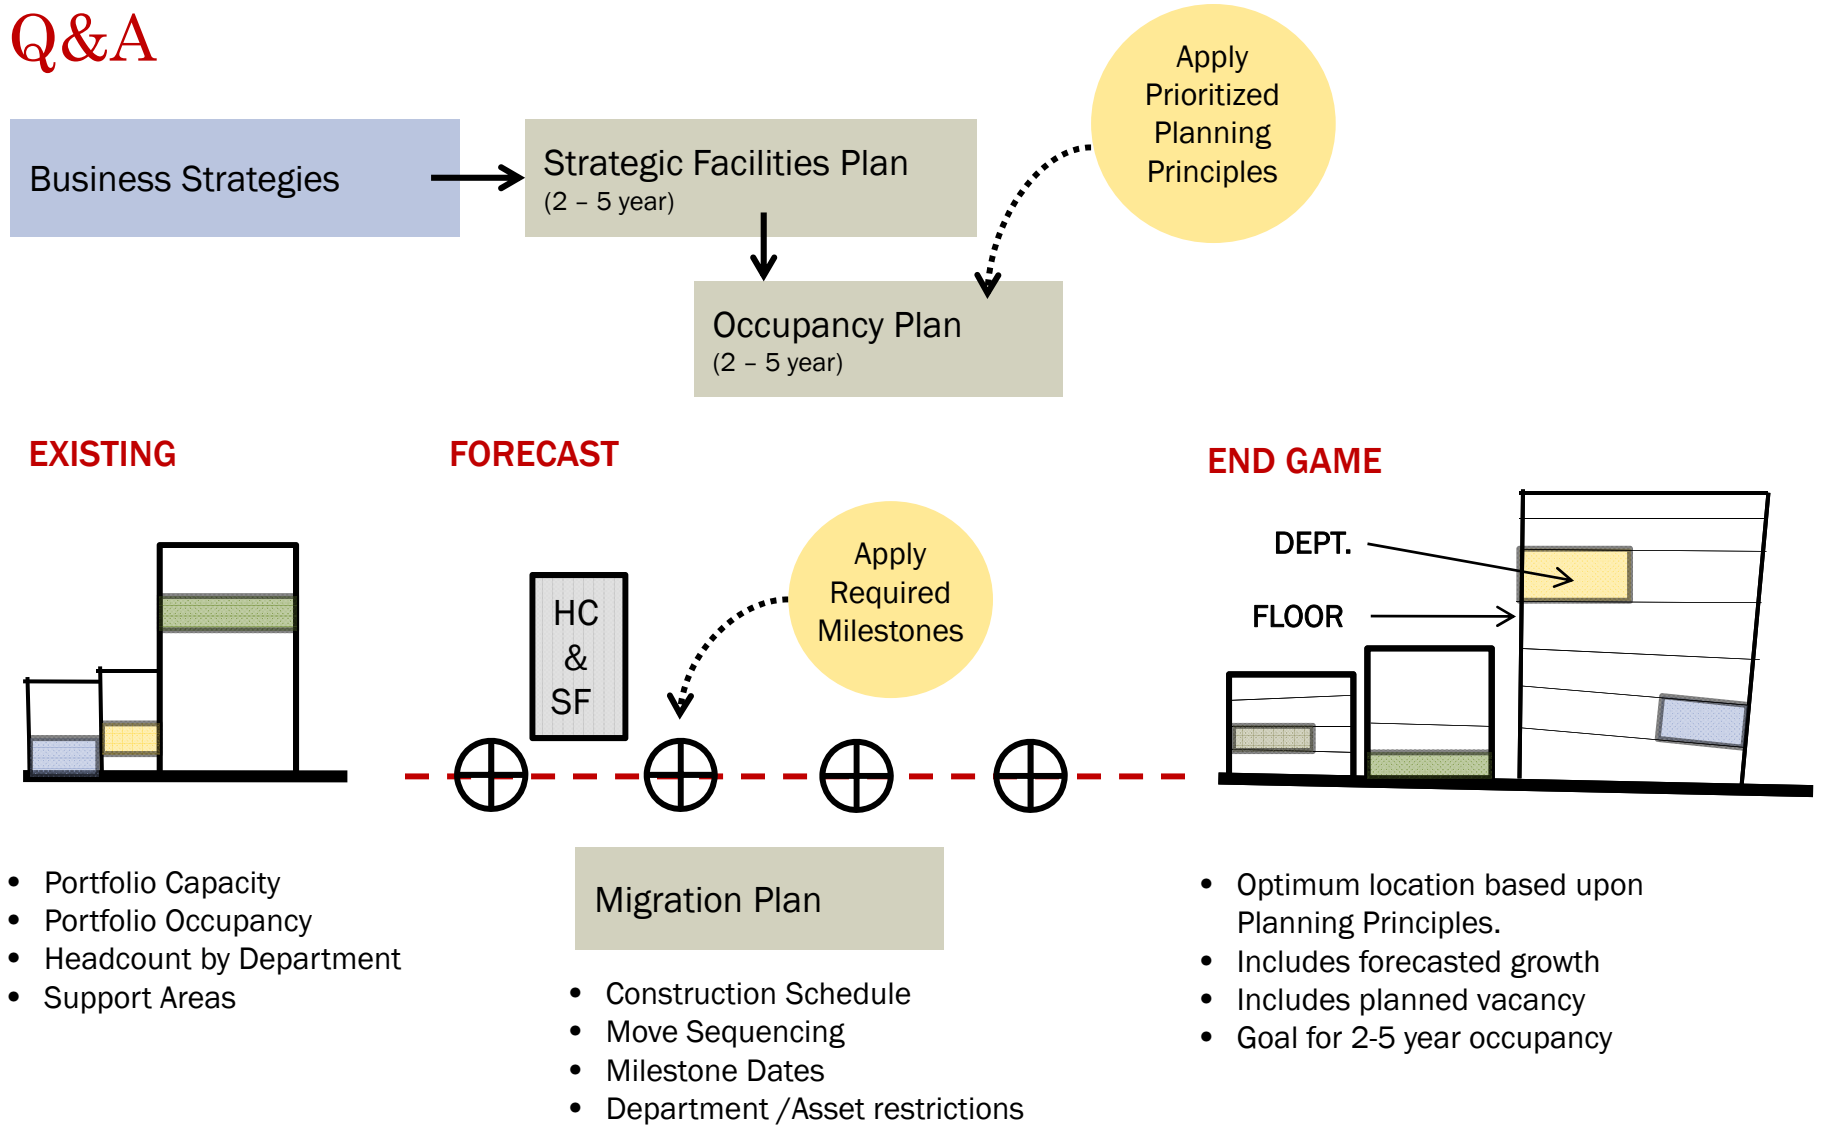 Q&A
Business Strategies
Strategic Facilities Plan
(2 – 5 year)
Apply
Prioritized
Planning
Principles
Occupancy Plan
(2 – 5 year)
EXISTING
FORECAST
END GAME
HC
&
SF
Apply
Required
Milestones
DEPT.
FLOOR
• Portfolio Capacity
• Portfolio Occupancy
• Headcount by Department
• Support Areas
Migration Plan
• Construction Schedule
• Move Sequencing
• Milestone Dates
• Department /Asset restrictions
• Optimum location based upon
Planning Principles.
• Includes forecasted growth
• Includes planned vacancy
• Goal for 2-5 year occupancy